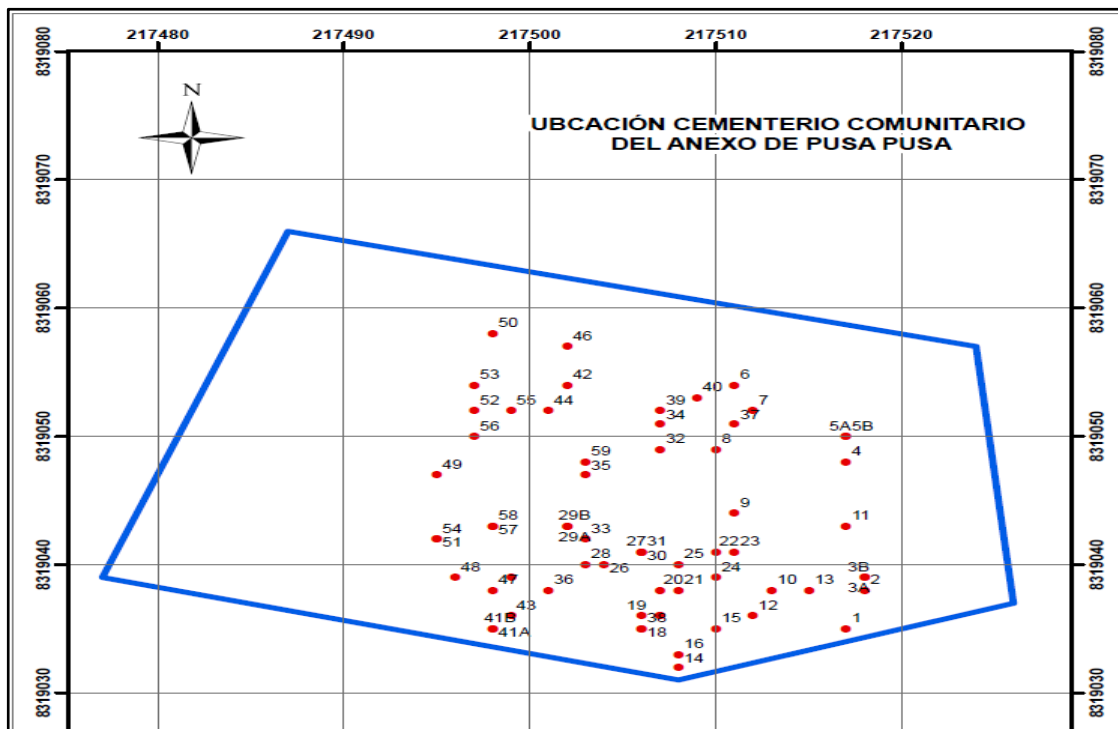 217480 217490 217500 217510 217520
8319080 8319080
N
UBCACIÓN CEMENTERIO COMUNITARIO
DEL ANEXO DE PUSA PUSA
8319070 8319070
8319060 8319060
50
46
53 42 6
40
52 55 44 39 7
34 37
56 5A5B
8319050 8319050
32 8
59 4
49 35
9
58 29B 11
54 57 33
51 29A 2731 2223
28 30 25
8319040 8319040
26
48 24 3B
47 36 2021 10 13 2
3A
43 19 12
41B 38
41A 18 15 1
16
14
8319030 8319030